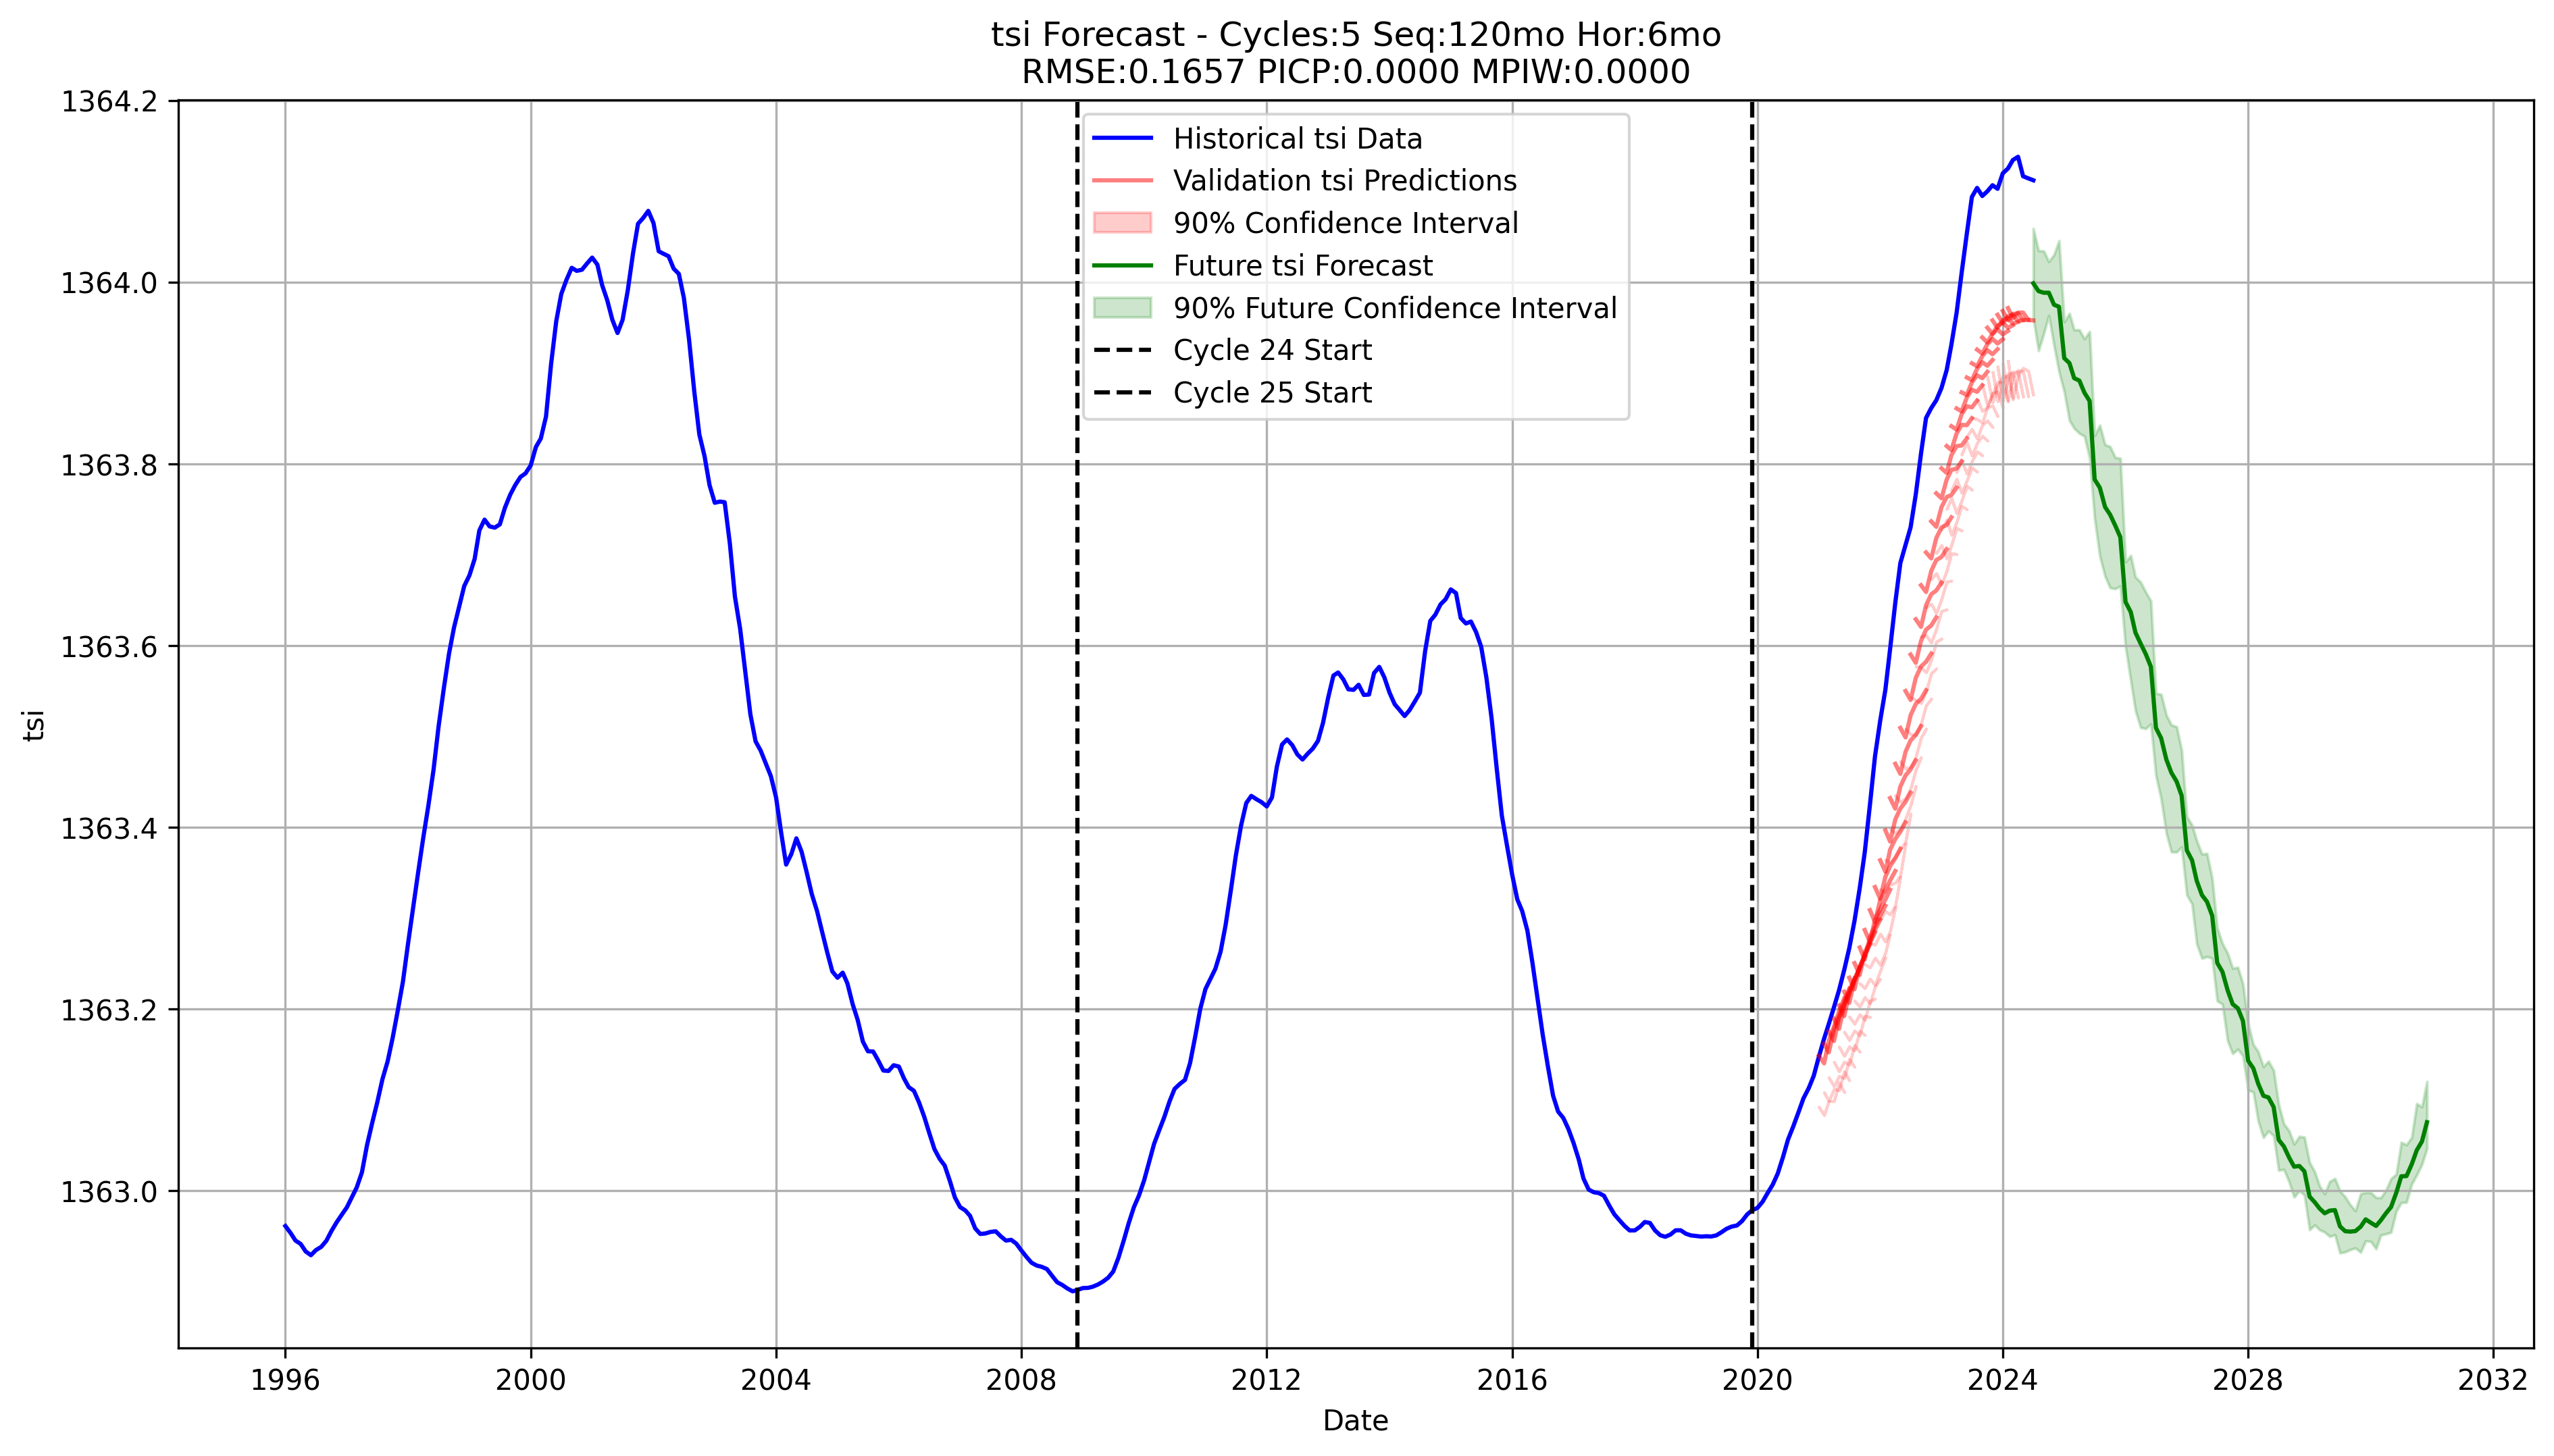 tsi Forecast - Cycles:5 Seq:120mo Hor:6mo
RMSE:0.1657 PICP:0.0000 MPIW:0.0000
1364.2
1364.0
1363.8
1363.6
1363.4
1363.2
1363.0
tsi
Historical tsi Data
Validation tsi Predictions
90% Confidence Interval
Future tsi Forecast
90% Future Confidence Interval
Cycle 24 Start
Cycle 25 Start
1996
2000
2004
2008
2012
2016
2020
2024
2028
2032
Date